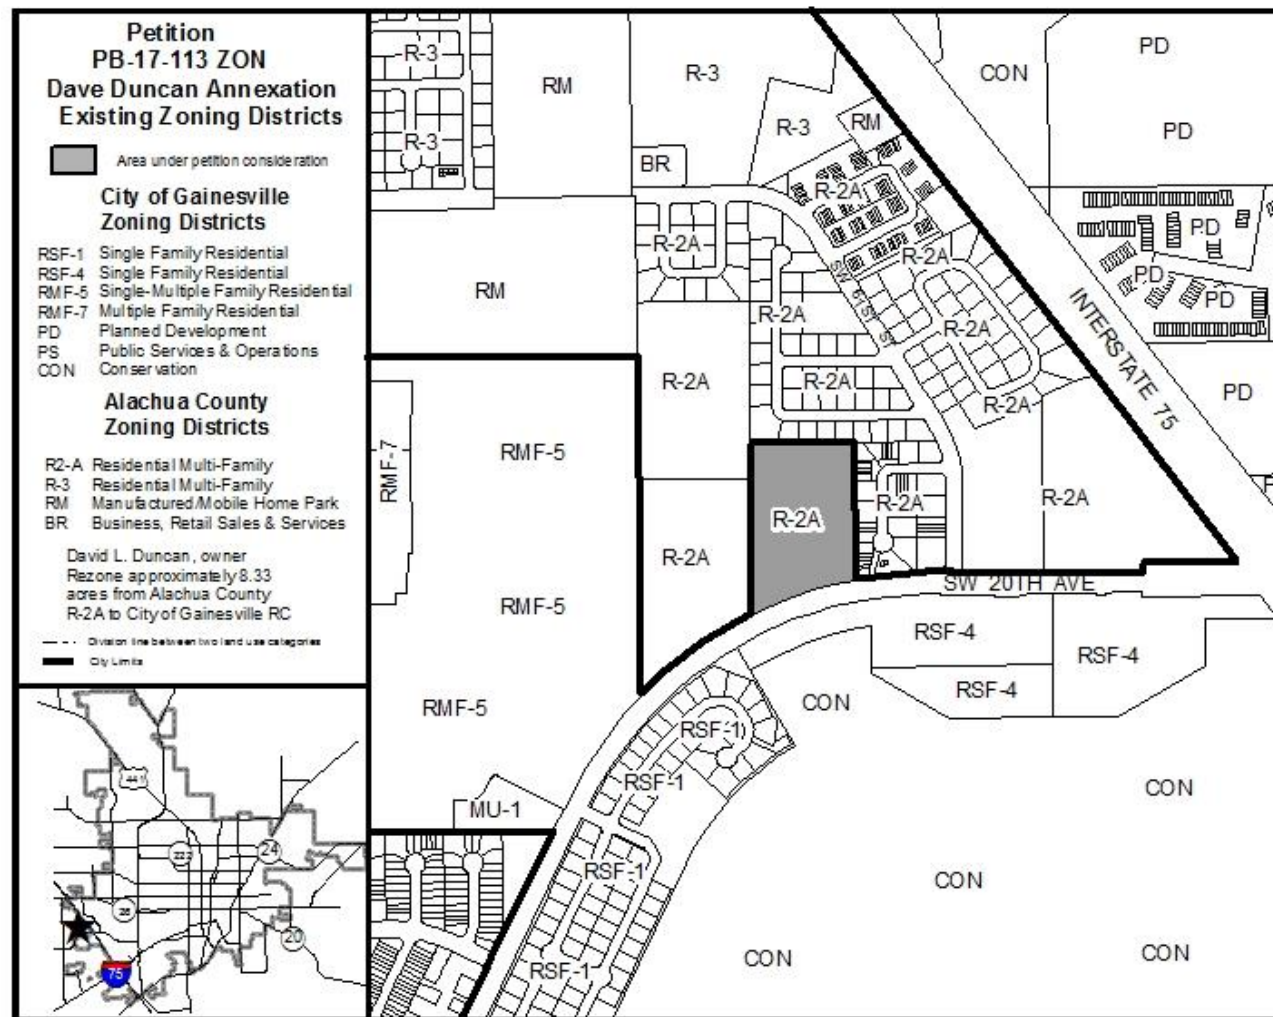 Petition
PB-17-113 ZON
Dave Duncan Annexation
Existing Zoning Districts
Area under petition consideration
City of Gainesville
Zoning Districts
RSF-1 Single Family Residential
RSF-4 Single Family Residential
RMF-5 Single-Multiple Family Residential
RMF-7 Multiple Family Residential
PD Planned Development
PS Public Services & Operations
CON Conservation
Alachua County
Zoning Districts
R2-A Residential Multi-Family
R-3 Residential Multi-Family
RM Manufactured/Mobile Home Park
BR Business, Retail Sales & Services
David L. Duncan, owner
Rezone approximately 8.33
acres from Alachua County
R-2A to City of Gainesville RC
Division line between two land use categories
City Limits
441
222
24
26
20
75
R-3
RM
R-3
CON
PD
R-3
R-3
RM
PD
BR
R-2A
R-2A
PD
R-2A
PD
PD
RM
SW 61ST ST
R-2A
R-2A
INTERSTATE 75
R-2A
R-2A
R-2A
PD
RMF-7
RMF-5
R-2A
R-2A
R-2A
R-2A
RMF-5
SW 20TH AVE
RSF-4
RSF-4
RSF-4
RMF-5
CON
RSF-1
RSF-1
MU-1
CON
RSF-1
CON
RSF-1
CON
CON